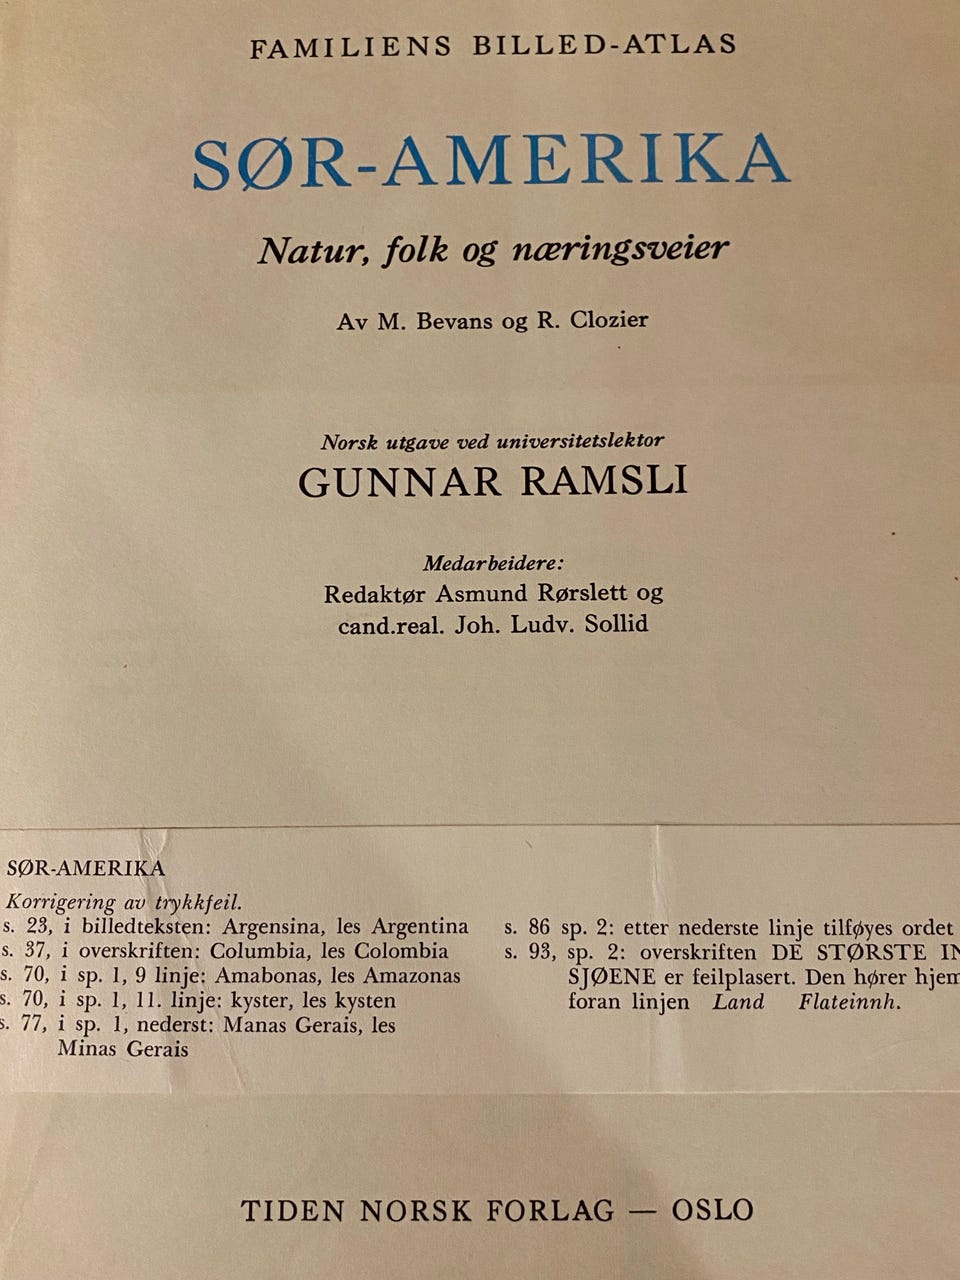 FAMILIENS BILLED-ATLAS
SØR-AMERIKA
Natur, folk og næringsveier
Av M. Bevans og R. Clozier
Norsk utgave ved universitetslektor
GUNNAR RAMSLI
Medarbeidere:
Redaktør Asmund Rørslett og
cand.real. Joh. Ludv. Sollid
SØR-AMERIKA
Korrigering av trykkfeil.
s. 23, i billedteksten: Argensina, les Argentina
s. 37, i overskriften: Columbia, les Colombia
s. 70, i sp. 1, 9 linje: Amabonas, les Amazonas
s. 70, i sp. 1, 11. linje: kyster, les kysten
s. 77, i sp. 1, nederst: Manas Gerais, les
Minas Gerais
s. 86 sp. 2: etter nederste linje tilføyes ordet
s. 93, sp. 2: overskriften DE STØRSTE
SJØENE er feilplasert. Den hører
foran linjen Land Flateinnh.
TIDEN NORSK FORLAG — OSLO